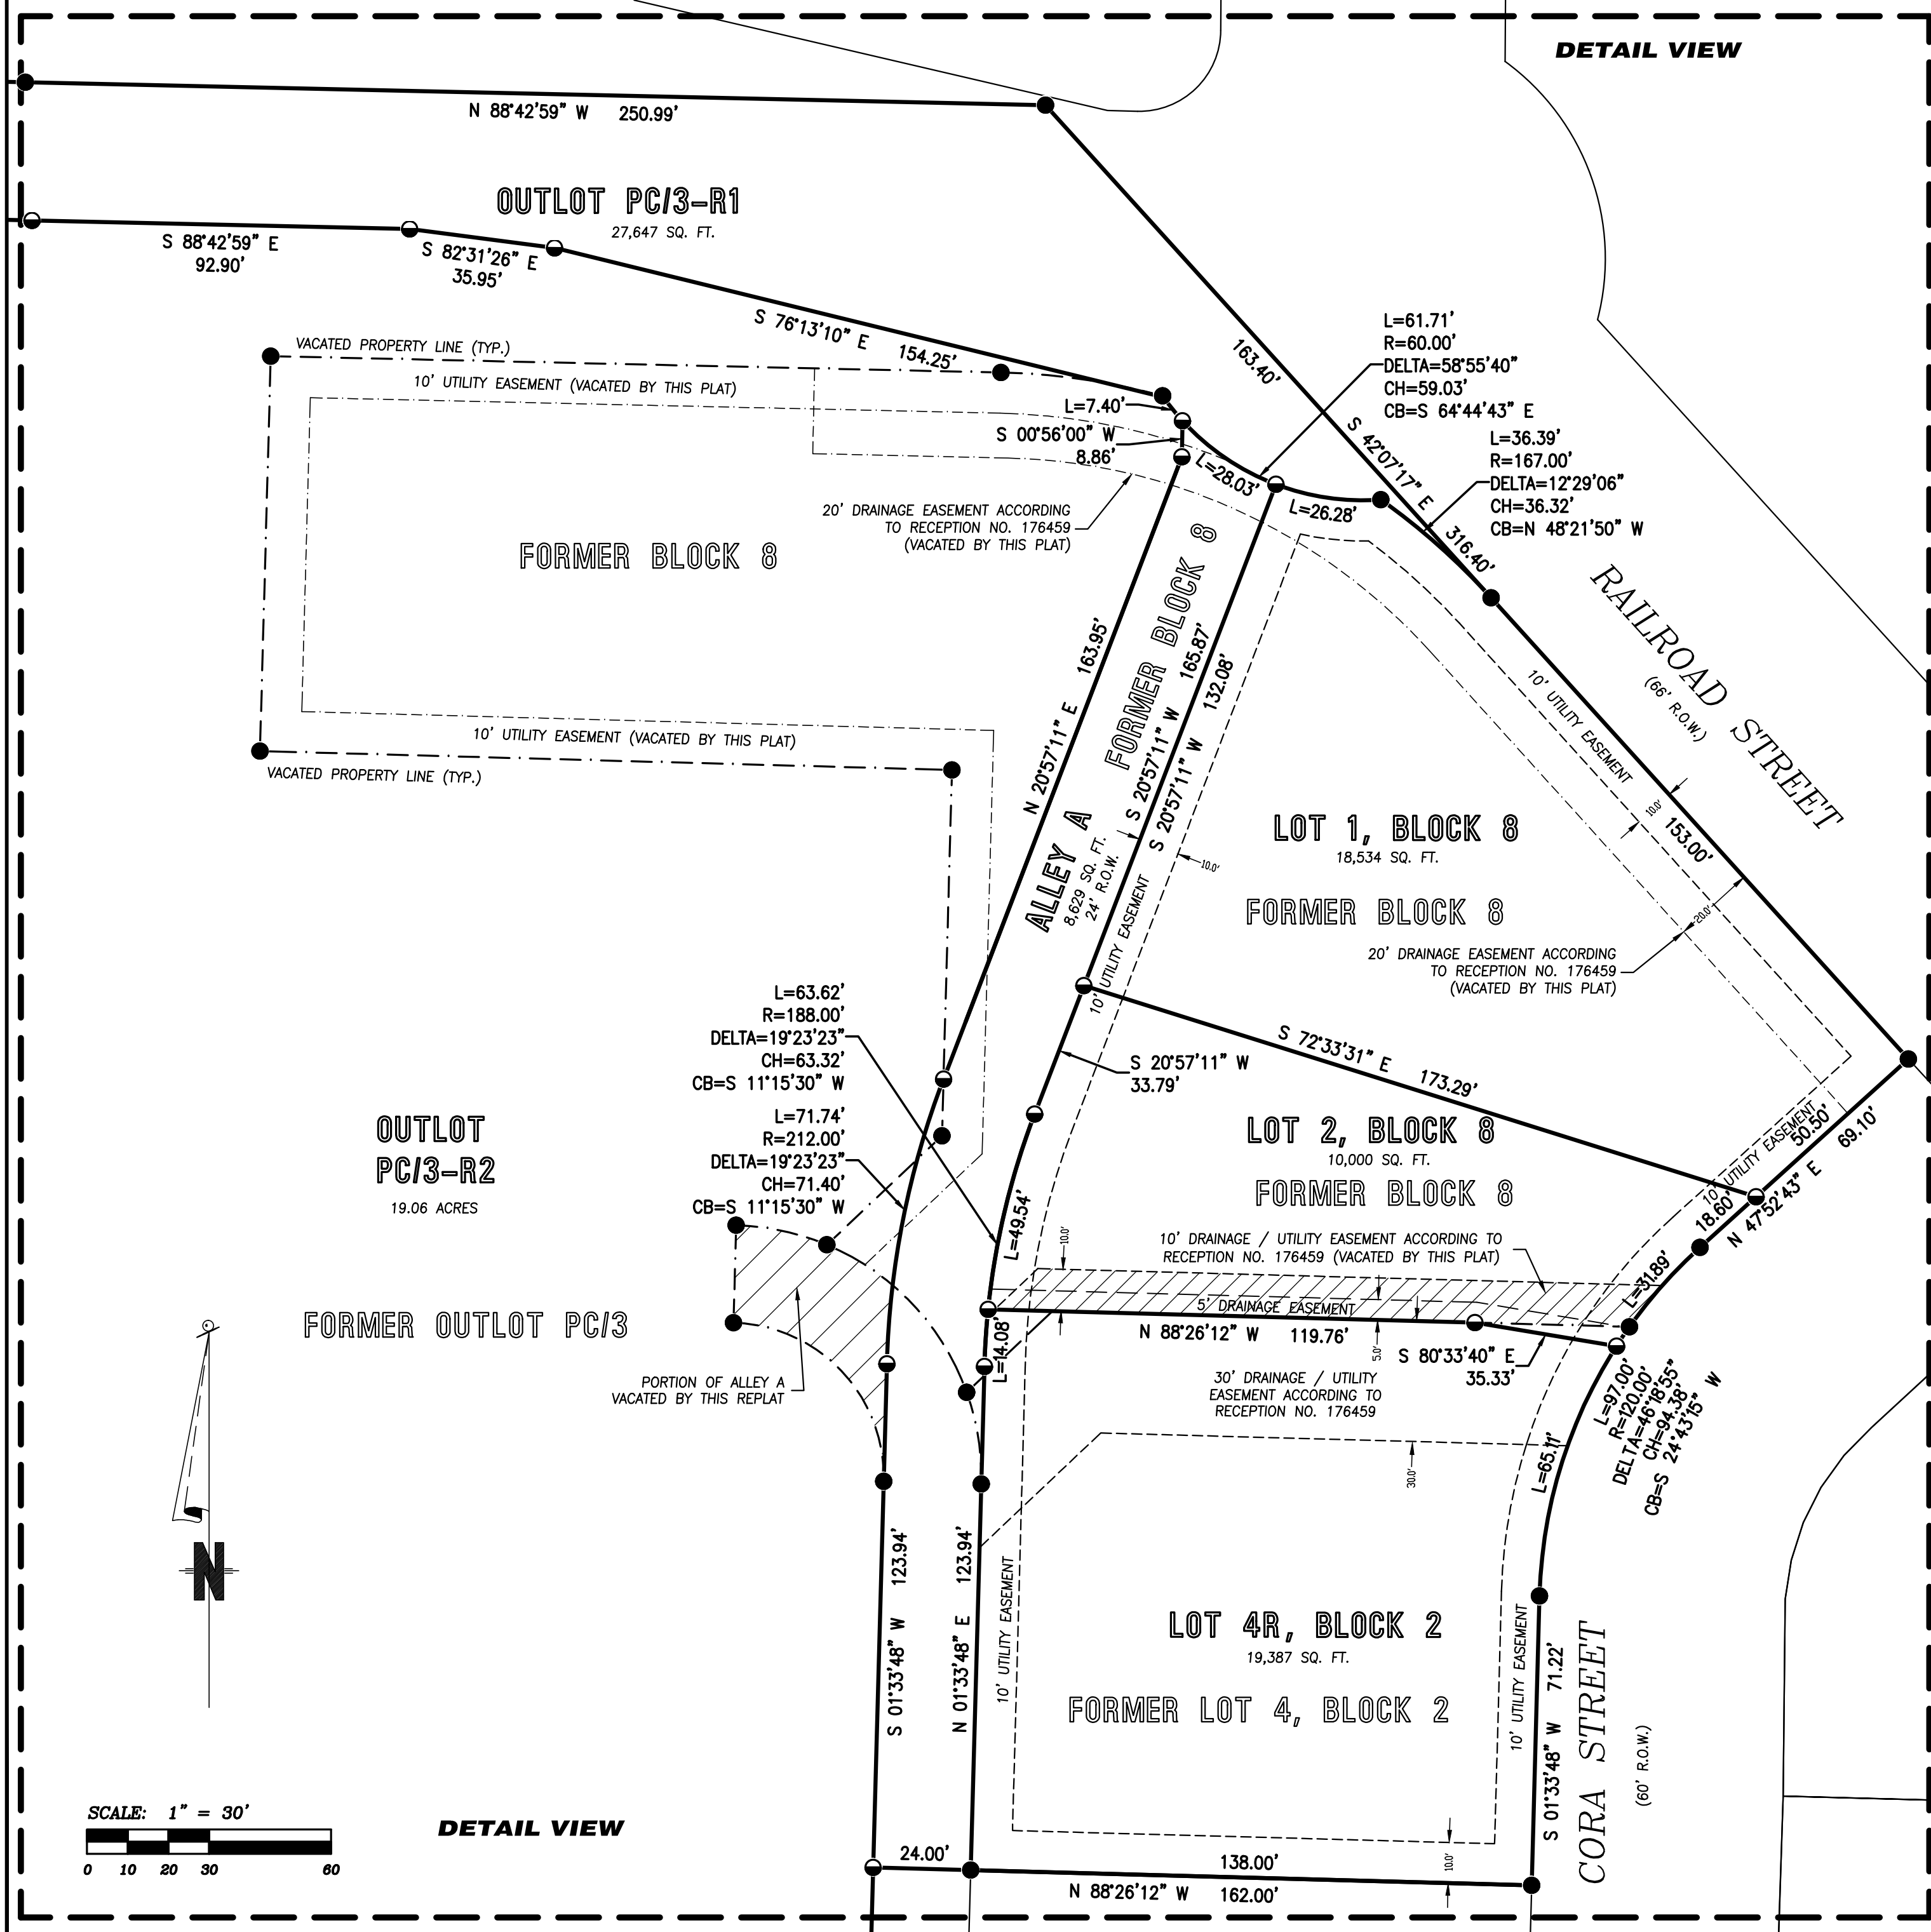 DETAIL VIEW
N 88°42'59" W 250.99'
OUTLOT PC/3-R1
27,647 SQ. FT.
S 88°42'59" E
92.90'
S 82°31'26" E
35.95'
S 76°13'10" E 154.25'
163.40'
S 42°07'17" E 316.40'
L=61.71'
R=60.00'
DELTA=58°55'40"
CH=59.03'
CB=S 64°44'43" E
L=36.39'
R=167.00'
DELTA=12°29'06"
CH=36.32'
CB=N 48°21'50" W
VACATED PROPERTY LINE (TYP.)
10' UTILITY EASEMENT (VACATED BY THIS PLAT)
L=7.40'
S 00°56'00" W
8.86'
L=28.03'
L=26.28'
20' DRAINAGE EASEMENT ACCORDING
TO RECEPTION NO. 176459
(VACATED BY THIS PLAT)
FORMER BLOCK 8
FORMER BLOCK 8
RAILROAD STREET
(66' R.O.W.)
10' UTILITY EASEMENT
N 20°57'11" E 163.95'
S 20°57'11" W 165.87'
S 20°57'11" W 132.08'
10' UTILITY EASEMENT (VACATED BY THIS PLAT)
VACATED PROPERTY LINE (TYP.)
ALLEY A
8,629 SQ. FT.
24' R.O.W.
10.0'
10' UTILITY EASEMENT
LOT 1, BLOCK 8
18,534 SQ. FT.
FORMER BLOCK 8
10.0'
153.00'
20.0'
20' DRAINAGE EASEMENT ACCORDING
TO RECEPTION NO. 176459
(VACATED BY THIS PLAT)
L=63.62'
R=188.00'
DELTA=19°23'23"
CH=63.32'
CB=S 11°15'30" W
L=71.74'
R=212.00'
DELTA=19°23'23"
CH=71.40'
CB=S 11°15'30" W
S 20°57'11" W
33.79'
S 72°33'31" E 173.29'
LOT 2, BLOCK 8
10,000 SQ. FT.
FORMER BLOCK 8
10' UTILITY EASEMENT
50.50'
69.10'
18.60'
N 47°52'43" E
OUTLOT
PC/3-R2
19.06 ACRES
FORMER OUTLOT PC/3
L=49.54'
10.0'
10' DRAINAGE / UTILITY EASEMENT ACCORDING TO
RECEPTION NO. 176459 (VACATED BY THIS PLAT)
L=31.89'
5' DRAINAGE EASEMENT
N 88°26'12" W 119.76'
5.0'
S 80°33'40" E
35.33'
L=14.08'
PORTION OF ALLEY A
VACATED BY THIS REPLAT
30' DRAINAGE / UTILITY
EASEMENT ACCORDING TO
RECEPTION NO. 176459
L=97.00'
R=120.00'
DELTA=46°18'55"
CH=94.38'
CB=S 24°43'15" W
30.0'
L=65.11'
N
S 01°33'48" W 123.94'
N 01°33'48" E 123.94'
10' UTILITY EASEMENT
LOT 4R, BLOCK 2
19,387 SQ. FT.
FORMER LOT 4, BLOCK 2
10' UTILITY EASEMENT
S 01°33'48" W 71.22'
CORA STREET
(60' R.O.W.)
SCALE: 1" = 30'
0 10 20 30 60
DETAIL VIEW
24.00'
138.00'
10.0'
N 88°26'12" W 162.00'